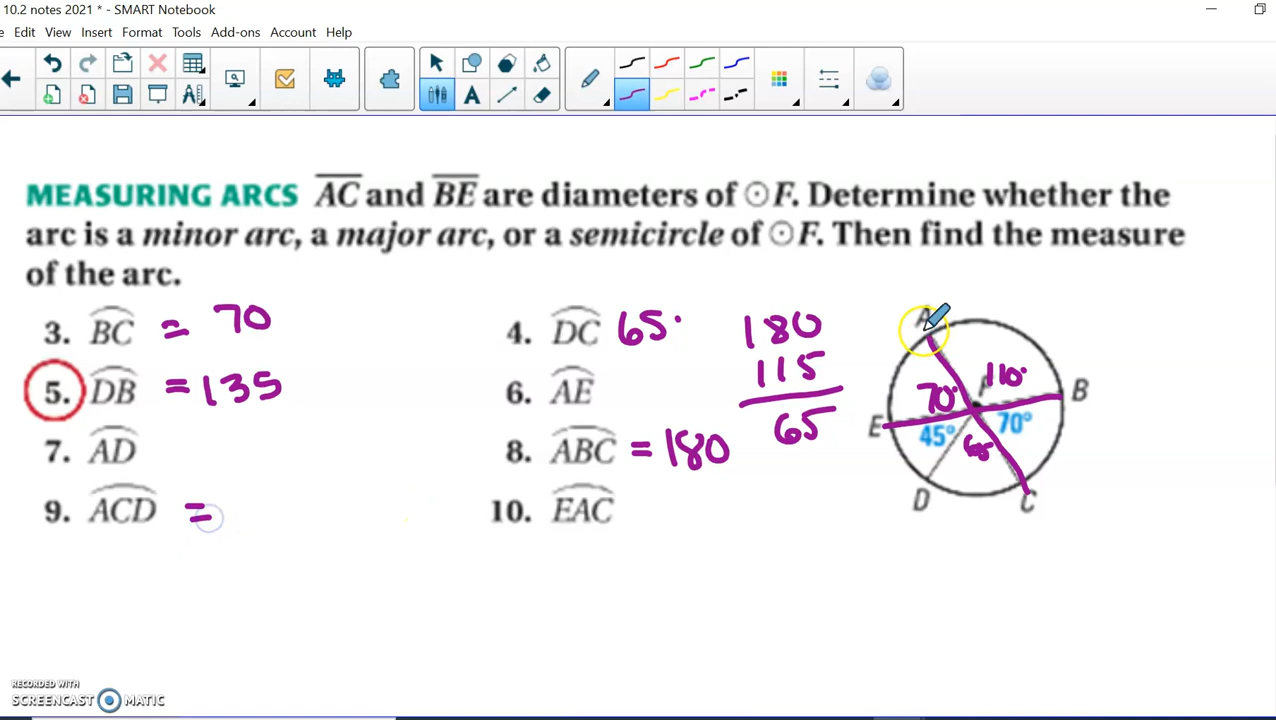 10.2 notes 2021 * - SMART Notebook
e Edit View Insert Format Tools Add-ons Account Help
MEASURING ARCS AC and BE are diameters of ⊙F. Determine whether the
arc is a minor arc, a major arc, or a semicircle of ⊙F. Then find the measure
of the arc.
3. BC = 70
4. DC 65°
5. DB = 135
6. AE
7. AD
8. ABC = 180
9. ACD =
10. EAC
180
115
65
A
110°
F
B
70°
E
70°
45°
65
D
C
RECORDED WITH
SCREENCAST MATIC